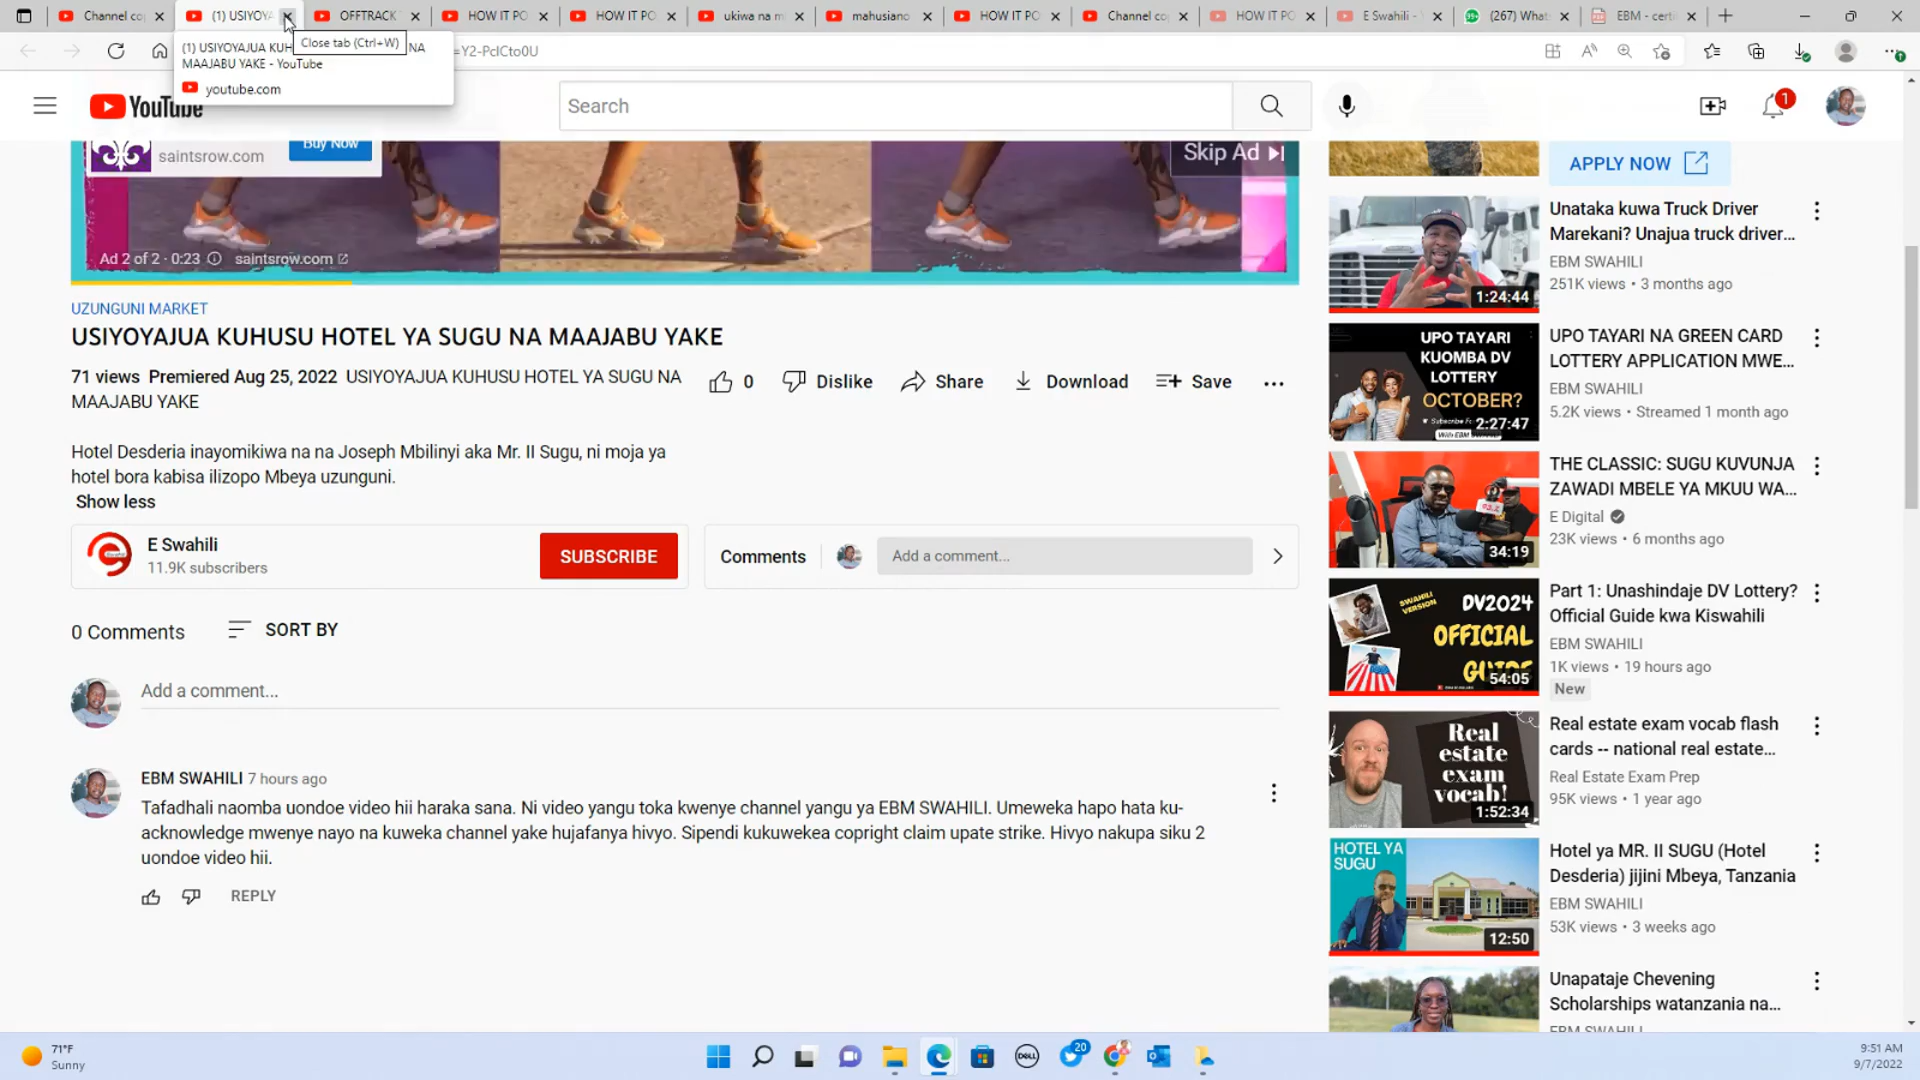 Channel co
(1) USIYOYA
OFFTRACK
HOW IT PO
HOW IT PO
ukiwa na m
mahusiano
HOW IT PO
Channel co
HOW IT PO
E Swahili -
(267) What
EBM - certi
Close tab (Ctrl+W)
(1) USIYOYAJUA KUH
NA
MAAJABU YAKE - YouTube
youtube.com
=Y2-PcICto0U
YouTube
Search
1
saintsrow.com
Buy Now
Skip Ad
Ad 2 of 2 · 0:23
saintsrow.com
UZUNGUNI MARKET
USIYOYAJUA KUHUSU HOTEL YA SUGU NA MAAJABU YAKE
71 views Premiered Aug 25, 2022 USIYOYAJUA KUHUSU HOTEL YA SUGU NA
MAAJABU YAKE
0
Dislike
Share
Download
Save
Hotel Desderia inayomikiwa na na Joseph Mbilinyi aka Mr. II Sugu, ni moja ya
hotel bora kabisa ilizopo Mbeya uzunguni.
Show less
E Swahili
11.9K subscribers
SUBSCRIBE
Comments
Add a comment...
0 Comments
SORT BY
Add a comment...
EBM SWAHILI 7 hours ago
Tafadhali naomba uondoe video hii haraka sana. Ni video yangu toka kwenye channel yangu ya EBM SWAHILI. Umeweka hapo hata ku-
acknowledge mwenye nayo na kuweka channel yake hujafanya hivyo. Sipendi kukuwekea copright claim upate strike. Hivyo nakupa siku 2
uondoe video hii.
REPLY
APPLY NOW
1:24:44
Unataka kuwa Truck Driver
Marekani? Unajua truck driver...
EBM SWAHILI
251K views • 3 months ago
UPO TAYARI
KUOMBA DV
LOTTERY
OCTOBER?
2:27:47
UPO TAYARI NA GREEN CARD
LOTTERY APPLICATION MWE...
EBM SWAHILI
5.2K views • Streamed 1 month ago
34:19
THE CLASSIC: SUGU KUVUNJA
ZAWADI MBELE YA MKUU WA...
E Digital
23K views • 6 months ago
SWAHILI
VERSION
DV2024
OFFICIAL
GUIDE
54:05
Part 1: Unashindaje DV Lottery?
Official Guide kwa Kiswahili
EBM SWAHILI
1K views • 19 hours ago
New
Real
estate
exam
vocab!
1:52:34
Real estate exam vocab flash
cards -- national real estate...
Real Estate Exam Prep
95K views • 1 year ago
HOTEL YA
SUGU
12:50
Hotel ya MR. II SUGU (Hotel
Desderia) jijini Mbeya, Tanzania
EBM SWAHILI
53K views • 3 weeks ago
Unapataje Chevening
Scholarships watanzania na...
EBM SWAHILI
71°F
Sunny
DELL
20
9:51 AM
9/7/2022